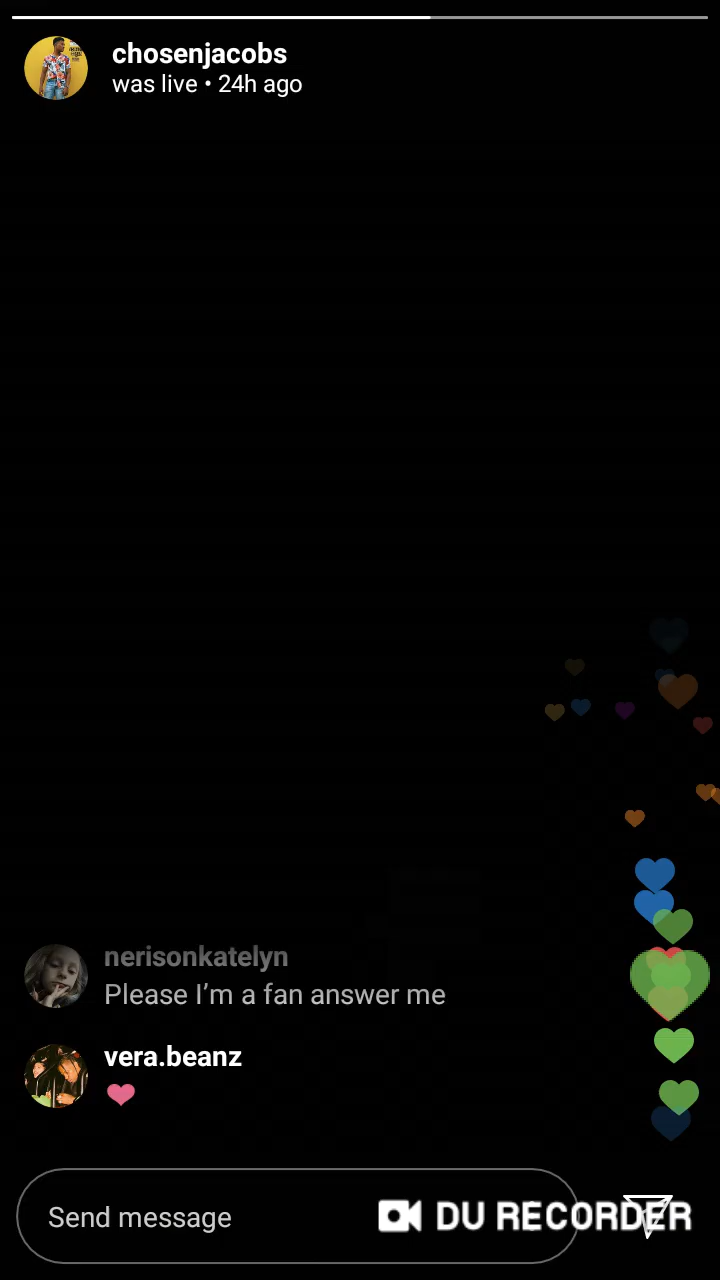 chosenjacobs
was live • 24h ago
nerisonkatelyn
Please I’m a fan answer me
vera.beanz
Send message
DU RECORDER